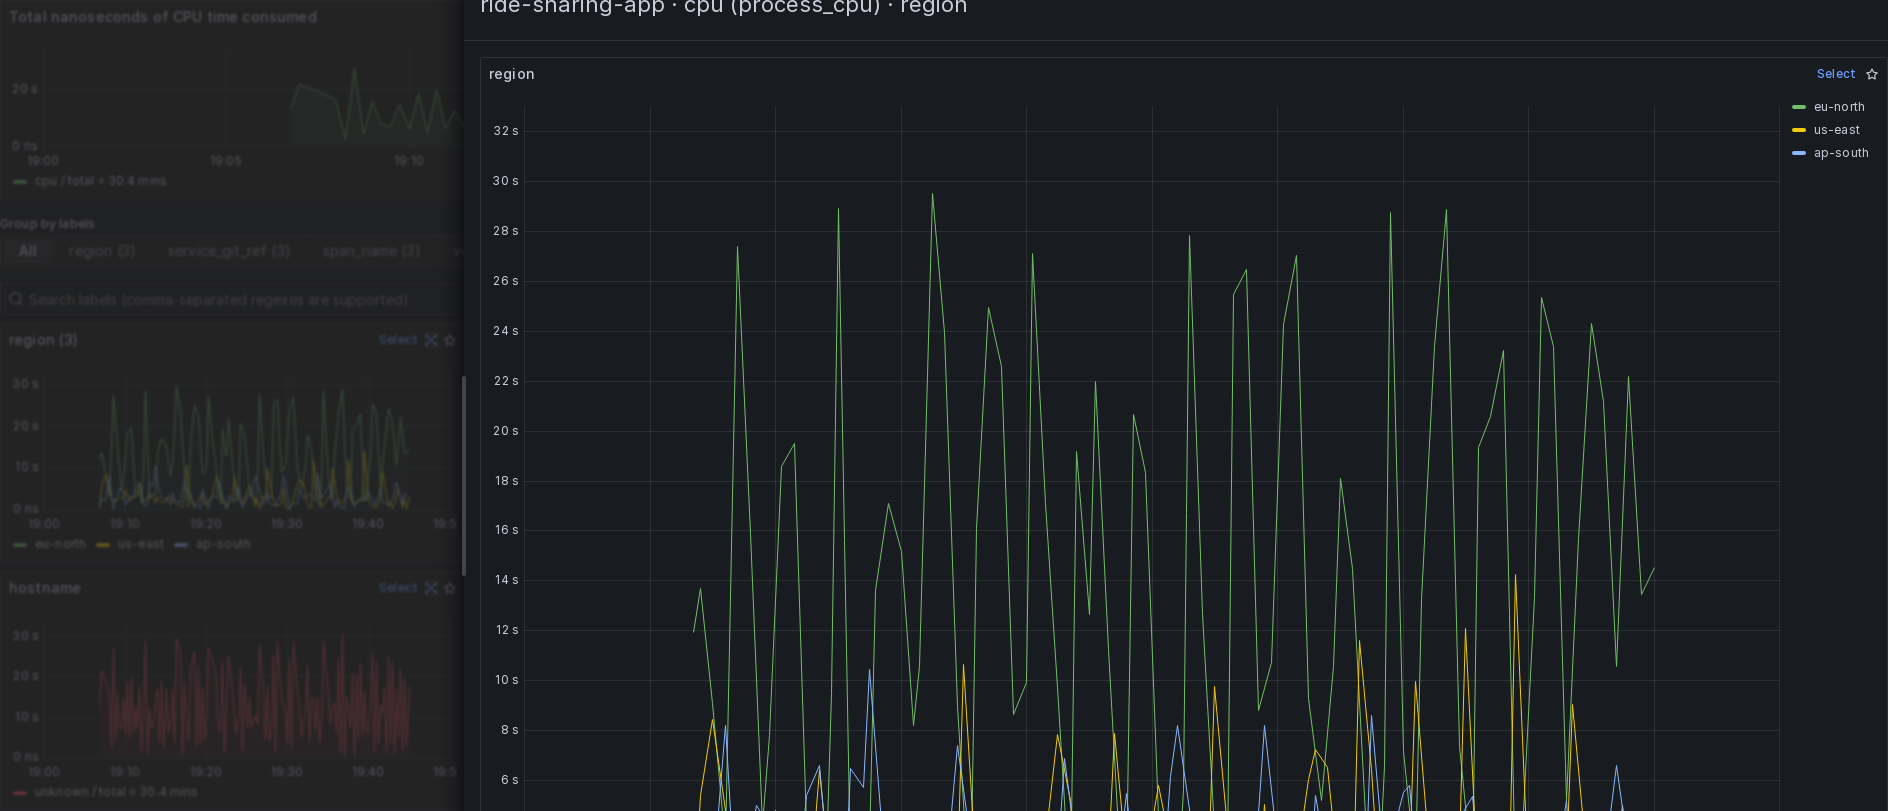 Total nanoseconds of CPU time consumed
20 s
0 ns
19:00 19:05 19:10
cpu / total = 30.4 mins
Group by labels
All region (3) service_git_ref (3) span_name (3)
Search labels (comma-separated regexes are supported)
region (3) Select
30 s
20 s
10 s
0 ns
19:00 19:10 19:20 19:30 19:40 19:5
eu-north us-east ap-south
hostname Select
30 s
20 s
10 s
0 ns
19:00 19:10 19:20 19:30 19:40 19:5
unknown / total = 30.4 mins
ride-sharing-app · cpu (process_cpu) · region
region Select
32 s
30 s
28 s
26 s
24 s
22 s
20 s
18 s
16 s
14 s
12 s
10 s
8 s
6 s
eu-north
us-east
ap-south